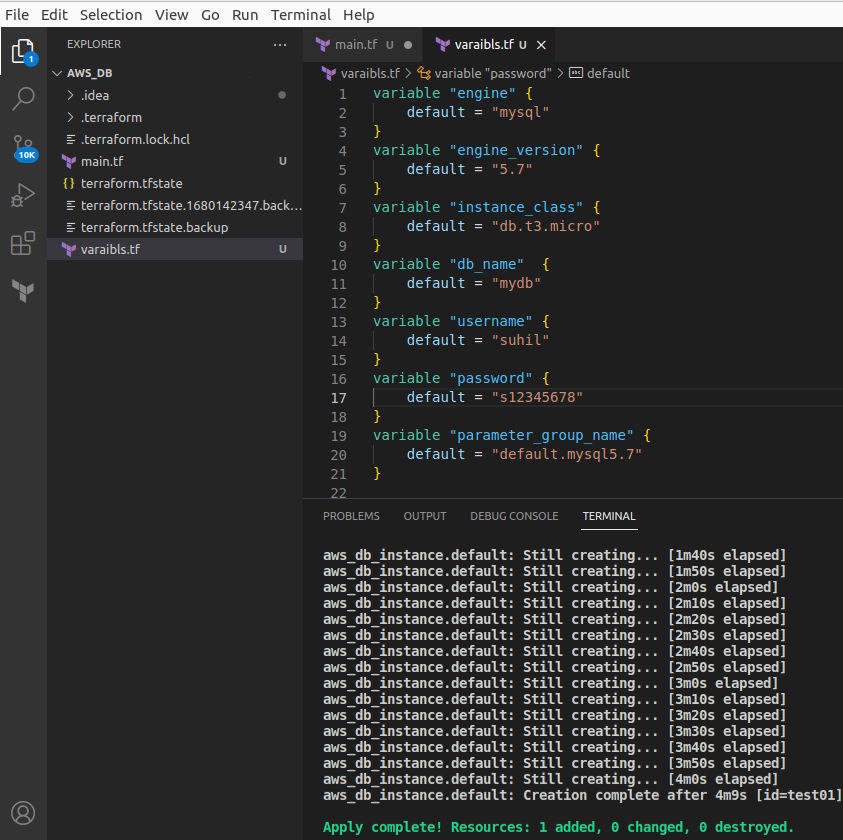 File Edit Selection View Go Run Terminal Help
EXPLORER ...
AWS_DB
.idea
.terraform
.terraform.lock.hcl
main.tf U
terraform.tfstate
terraform.tfstate.1680142347.back...
terraform.tfstate.backup
varaibls.tf U
1
10K
main.tf U
varaibls.tf U
varaibls.tf > variable "password" > default
1 variable "engine" {
2 default = "mysql"
3 }
4 variable "engine_version" {
5 default = "5.7"
6 }
7 variable "instance_class" {
8 default = "db.t3.micro"
9 }
10 variable "db_name" {
11 default = "mydb"
12 }
13 variable "username" {
14 default = "suhil"
15 }
16 variable "password" {
17 default = "s12345678"
18 }
19 variable "parameter_group_name" {
20 default = "default.mysql5.7"
21 }
22
PROBLEMS OUTPUT DEBUG CONSOLE TERMINAL
aws_db_instance.default: Still creating... [1m40s elapsed]
aws_db_instance.default: Still creating... [1m50s elapsed]
aws_db_instance.default: Still creating... [2m0s elapsed]
aws_db_instance.default: Still creating... [2m10s elapsed]
aws_db_instance.default: Still creating... [2m20s elapsed]
aws_db_instance.default: Still creating... [2m30s elapsed]
aws_db_instance.default: Still creating... [2m40s elapsed]
aws_db_instance.default: Still creating... [2m50s elapsed]
aws_db_instance.default: Still creating... [3m0s elapsed]
aws_db_instance.default: Still creating... [3m10s elapsed]
aws_db_instance.default: Still creating... [3m20s elapsed]
aws_db_instance.default: Still creating... [3m30s elapsed]
aws_db_instance.default: Still creating... [3m40s elapsed]
aws_db_instance.default: Still creating... [3m50s elapsed]
aws_db_instance.default: Still creating... [4m0s elapsed]
aws_db_instance.default: Creation complete after 4m9s [id=test01]
Apply complete! Resources: 1 added, 0 changed, 0 destroyed.